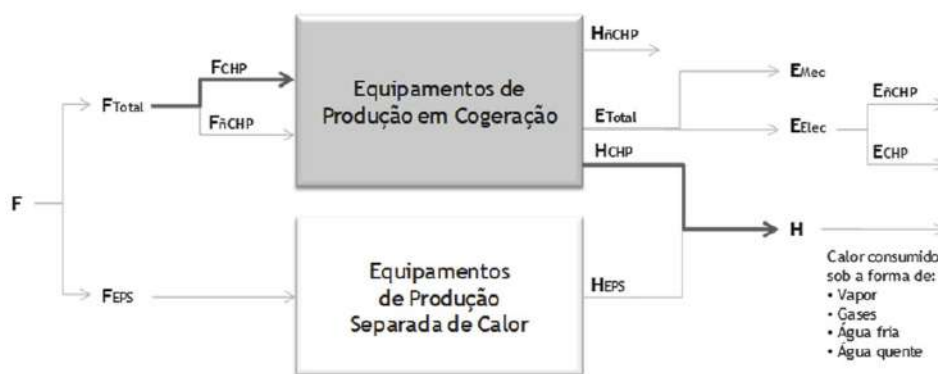 HñCHP
FCHP
Equipamentos de
Produção em Cogeração
EMec
EñCHP
FTotal
FñCHP
ETotal
EElec
HCHP
ECHP
F
H
Equipamentos
de Produção
Separada de Calor
Calor consumido
sob a forma de:
• Vapor
• Gases
• Água fria
• Água quente
FEPS
HEPS